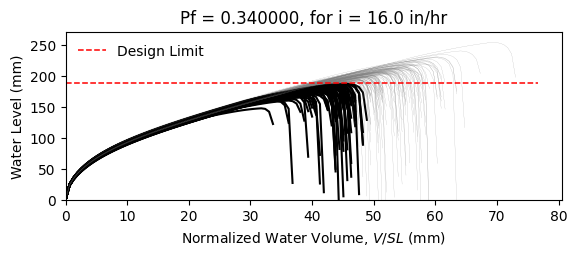 Pf = 0.340000, for i = 16.0 in/hr
Design Limit
Water Level (mm)
250
200
150
100
50
0
0 10 20 30 40 50 60 70 80
Normalized Water Volume, V/SL (mm)